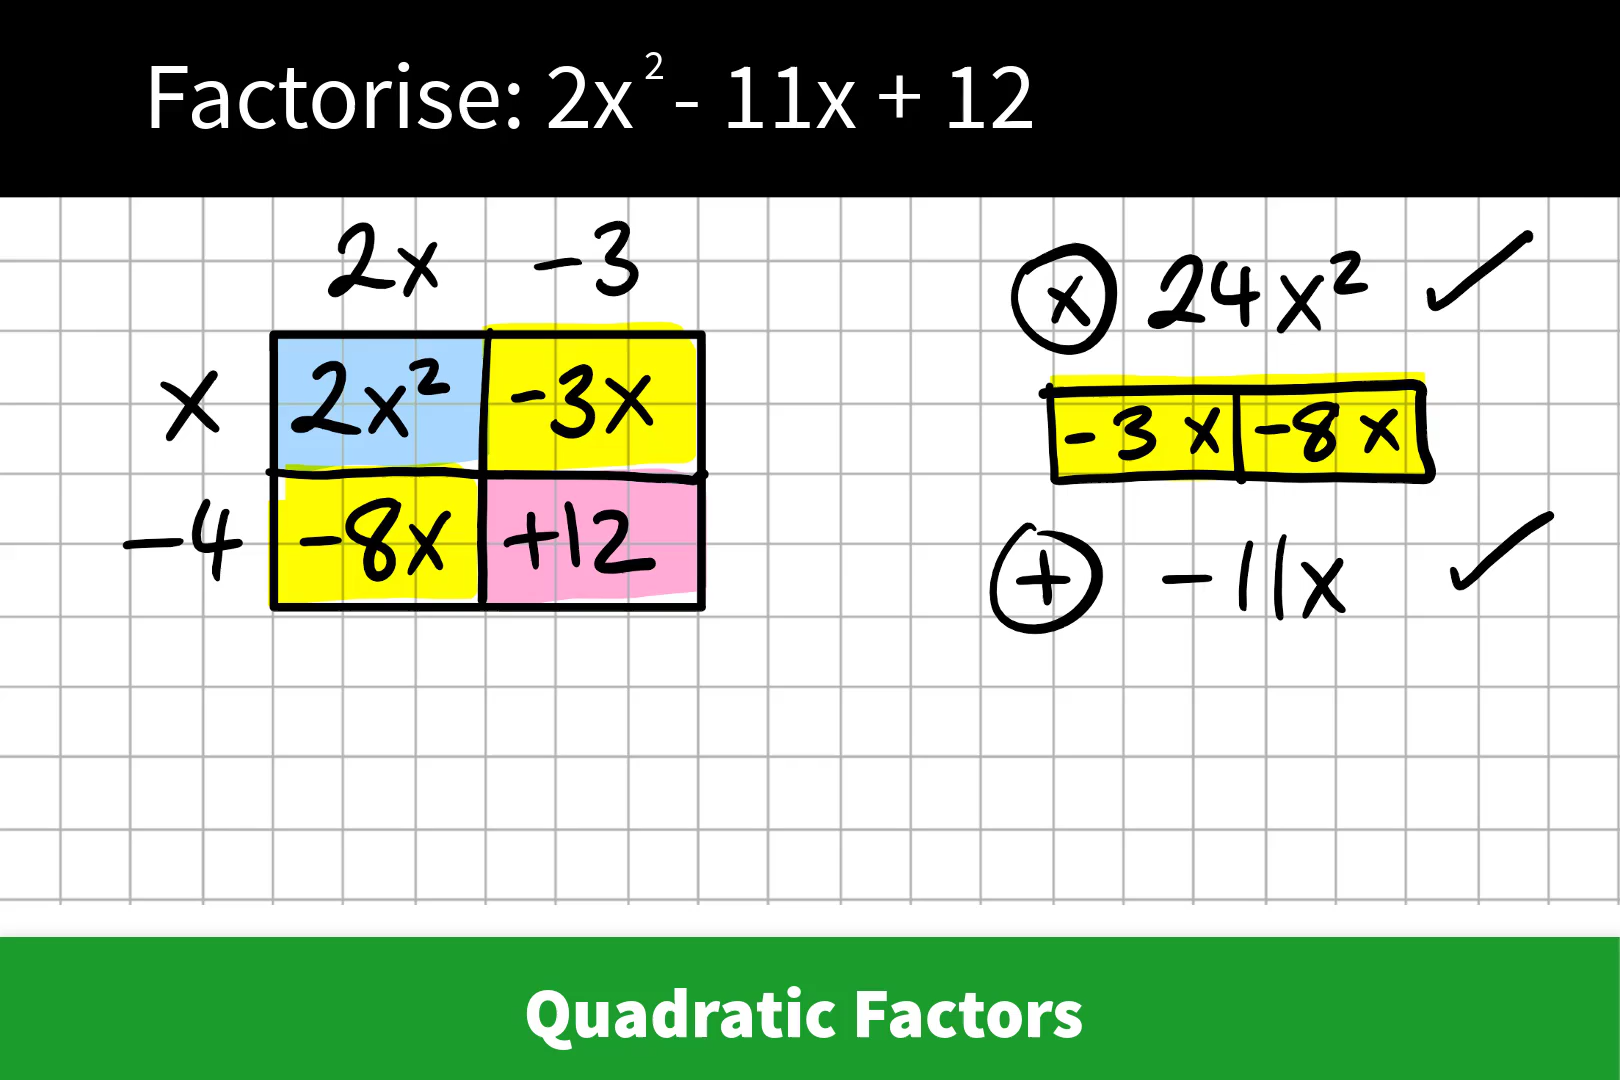 Factorise: 2x² - 11x + 12
2x -3
x 2x² -3x
-4 -8x +12
x 24x² ✓
-3x -8x
+ -11x ✓
Quadratic Factors